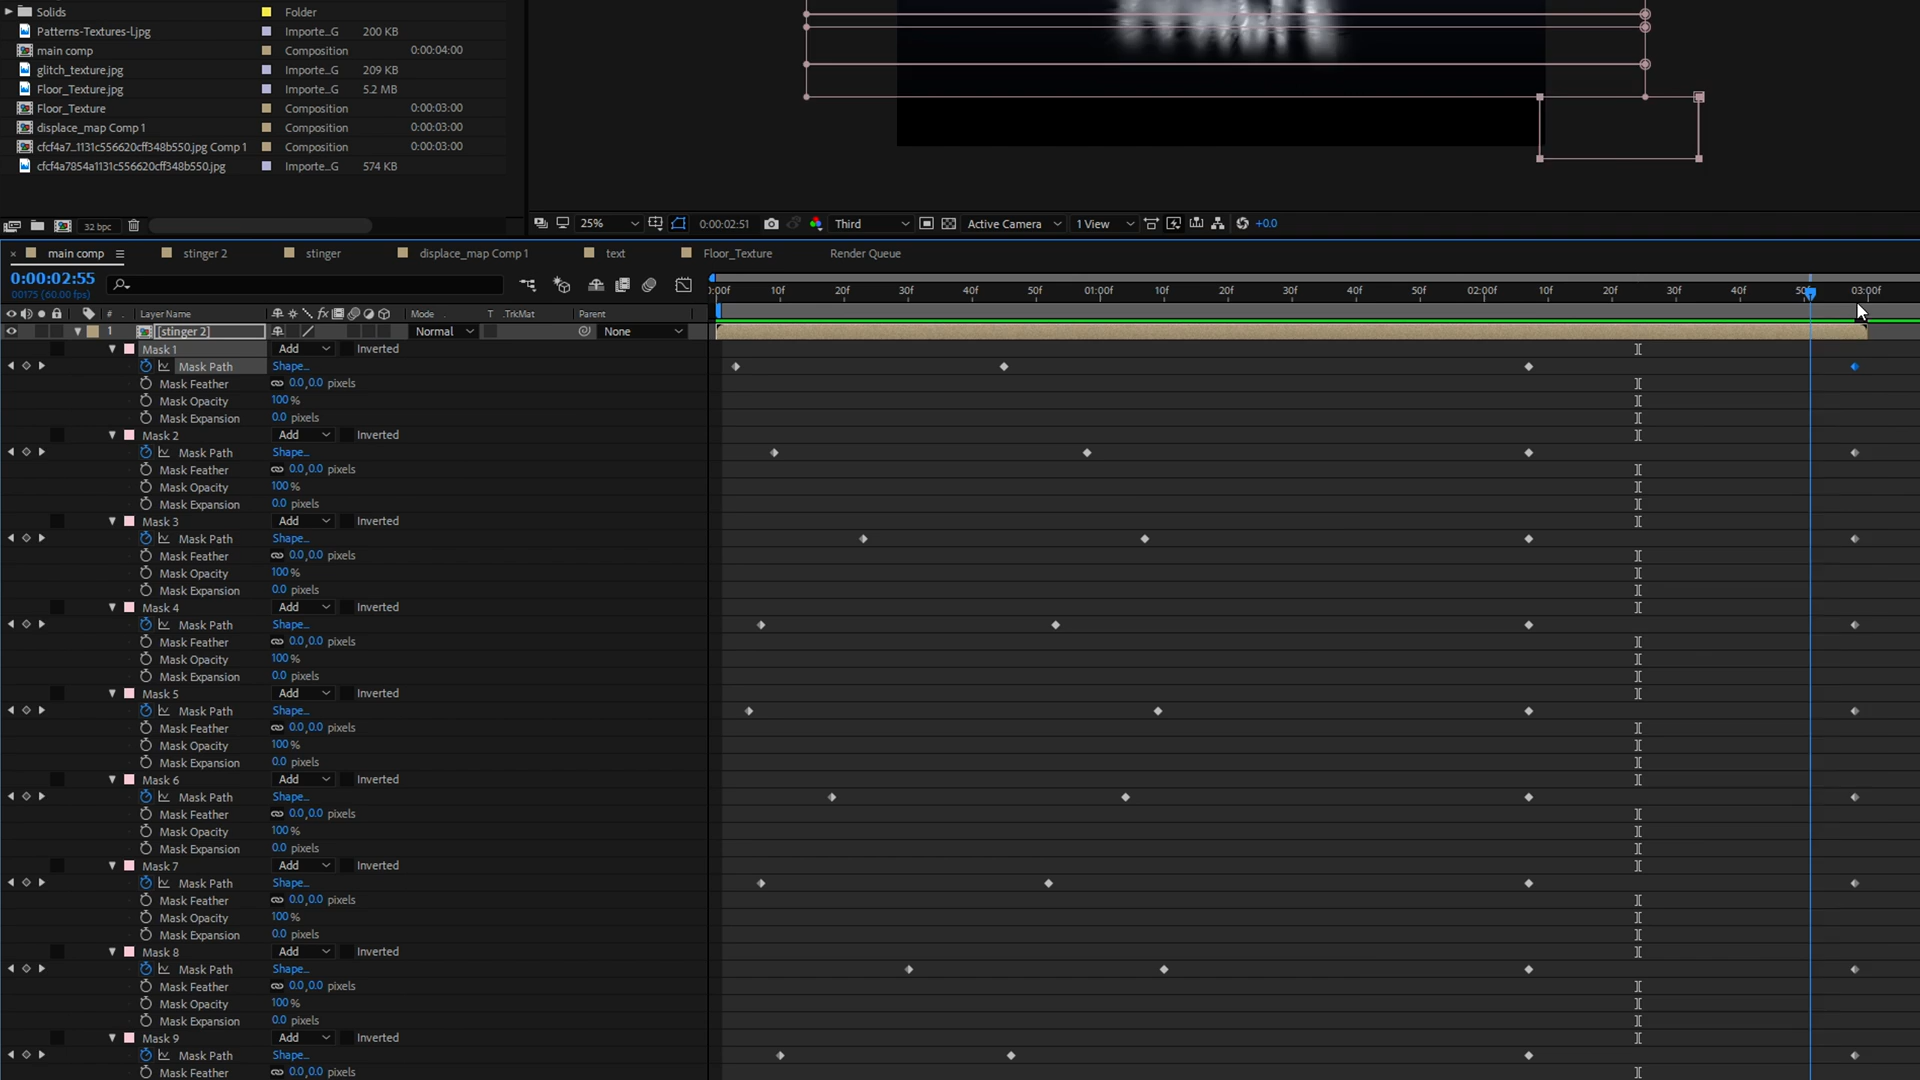 Solids Folder
Patterns-Textures-l.jpg Importe...G 200 KB
main comp Composition 0:00:04:00
glitch_texture.jpg Importe...G 209 KB
Floor_Texture.jpg Importe...G 5.2 MB
Floor_Texture Composition 0:00:03:00
displace_map Comp 1 Composition 0:00:03:00
cfcf4a7_1131c556620cff348b550.jpg Comp 1 Composition 0:00:03:00
cfcf4a7854a1131c556620cff348b550.jpg Importe...G 574 KB
32 bpc
25% 0:00:02:51 Third Active Camera 1 View +0.0
main comp stinger 2 stinger displace_map Comp 1 text Floor_Texture Render Queue
0:00:02:55
00175 (60.00 fps)
:00f 10f 20f 30f 40f 50f 01:00f 10f 20f 30f 40f 50f 02:00f 10f 20f 30f 40f 50f 03:00f
# Layer Name fx Mode T .TrkMat Parent
1 [stinger 2] Normal None
Mask 1 Add Inverted
Mask Path Shape...
Mask Feather 0.0,0.0 pixels
Mask Opacity 100%
Mask Expansion 0.0 pixels
Mask 2 Add Inverted
Mask Path Shape...
Mask Feather 0.0,0.0 pixels
Mask Opacity 100%
Mask Expansion 0.0 pixels
Mask 3 Add Inverted
Mask Path Shape...
Mask Feather 0.0,0.0 pixels
Mask Opacity 100%
Mask Expansion 0.0 pixels
Mask 4 Add Inverted
Mask Path Shape...
Mask Feather 0.0,0.0 pixels
Mask Opacity 100%
Mask Expansion 0.0 pixels
Mask 5 Add Inverted
Mask Path Shape...
Mask Feather 0.0,0.0 pixels
Mask Opacity 100%
Mask Expansion 0.0 pixels
Mask 6 Add Inverted
Mask Path Shape...
Mask Feather 0.0,0.0 pixels
Mask Opacity 100%
Mask Expansion 0.0 pixels
Mask 7 Add Inverted
Mask Path Shape...
Mask Feather 0.0,0.0 pixels
Mask Opacity 100%
Mask Expansion 0.0 pixels
Mask 8 Add Inverted
Mask Path Shape...
Mask Feather 0.0,0.0 pixels
Mask Opacity 100%
Mask Expansion 0.0 pixels
Mask 9 Add Inverted
Mask Path Shape...
Mask Feather 0.0,0.0 pixels